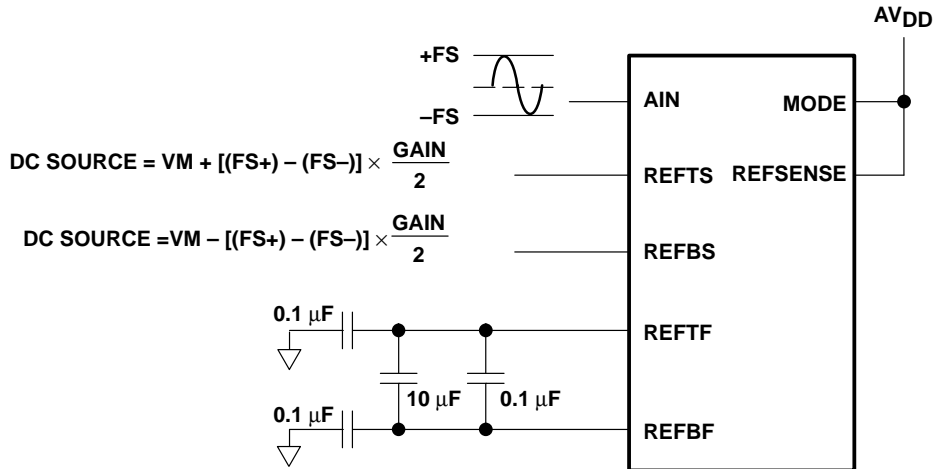 AVDD
+FS
–FS
AIN
MODE
DC SOURCE = VM + [(FS+) – (FS–)] × GAIN/2
REFTS
REFSENSE
DC SOURCE =VM – [(FS+) – (FS–)] × GAIN/2
REFBS
0.1 μF
REFTF
10 μF
0.1 μF
0.1 μF
REFBF